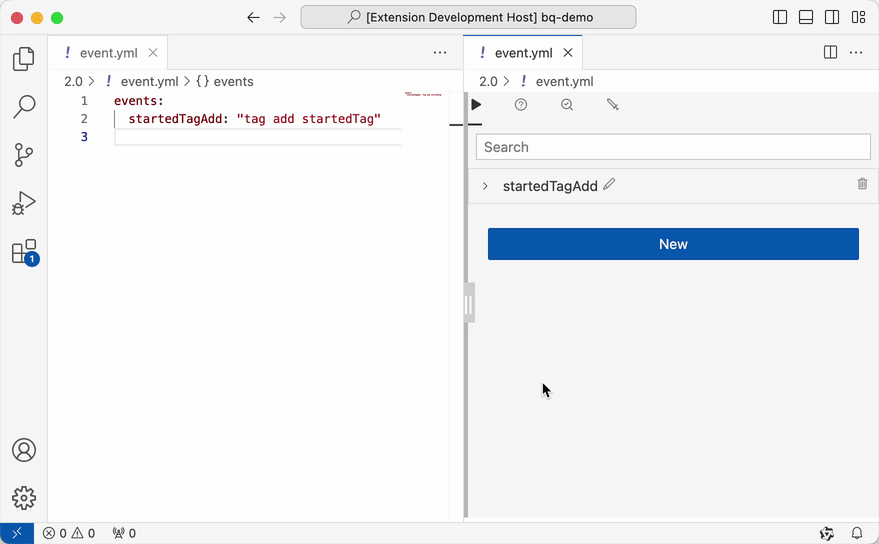 [Extension Development Host] bq-demo
! event.yml
2.0 > ! event.yml > {} events
1 events:
2 startedTagAdd: "tag add startedTag"
3
! event.yml
2.0 > ! event.yml
Search
startedTagAdd
New
1
0 0 0